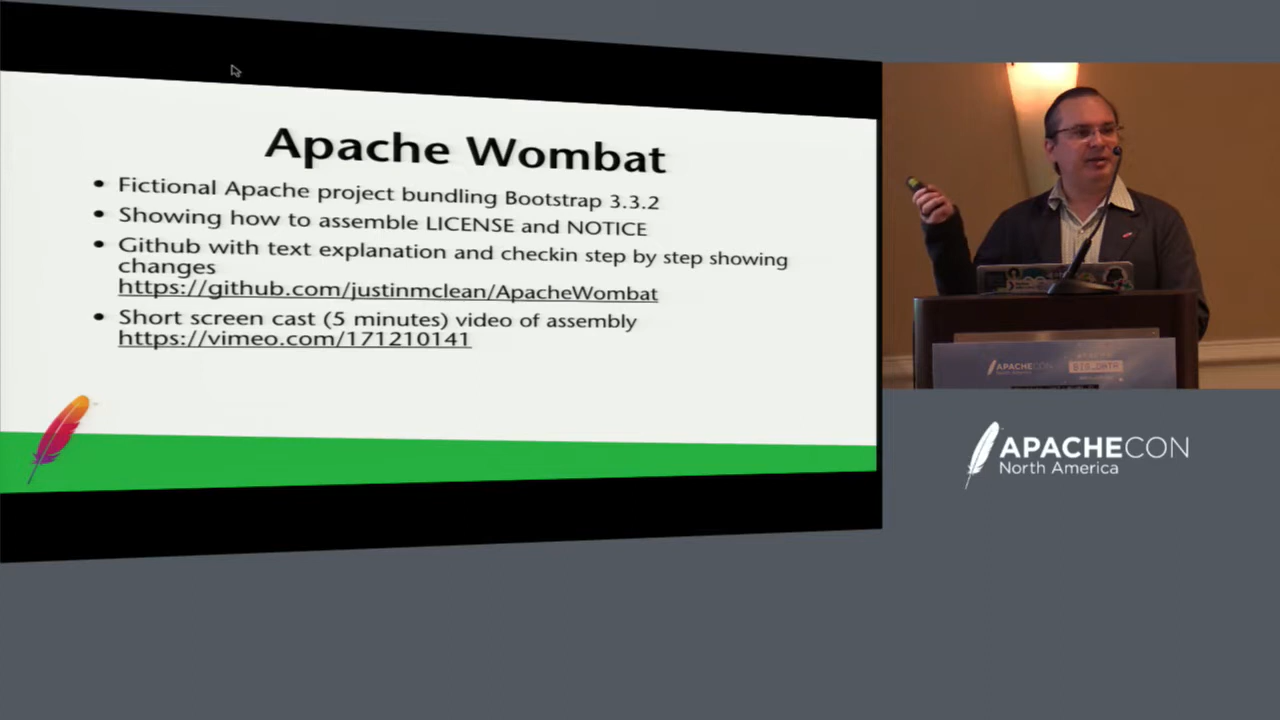 Apache Wombat
• Fictional Apache project bundling Bootstrap 3.3.2
• Showing how to assemble LICENSE and NOTICE
• Github with text explanation and checkin step by step showing
changes
https://github.com/justinmclean/ApacheWombat
• Short screen cast (5 minutes) video of assembly
https://vimeo.com/171210141
APACHECON
BIG_DATA
APACHECON
North America